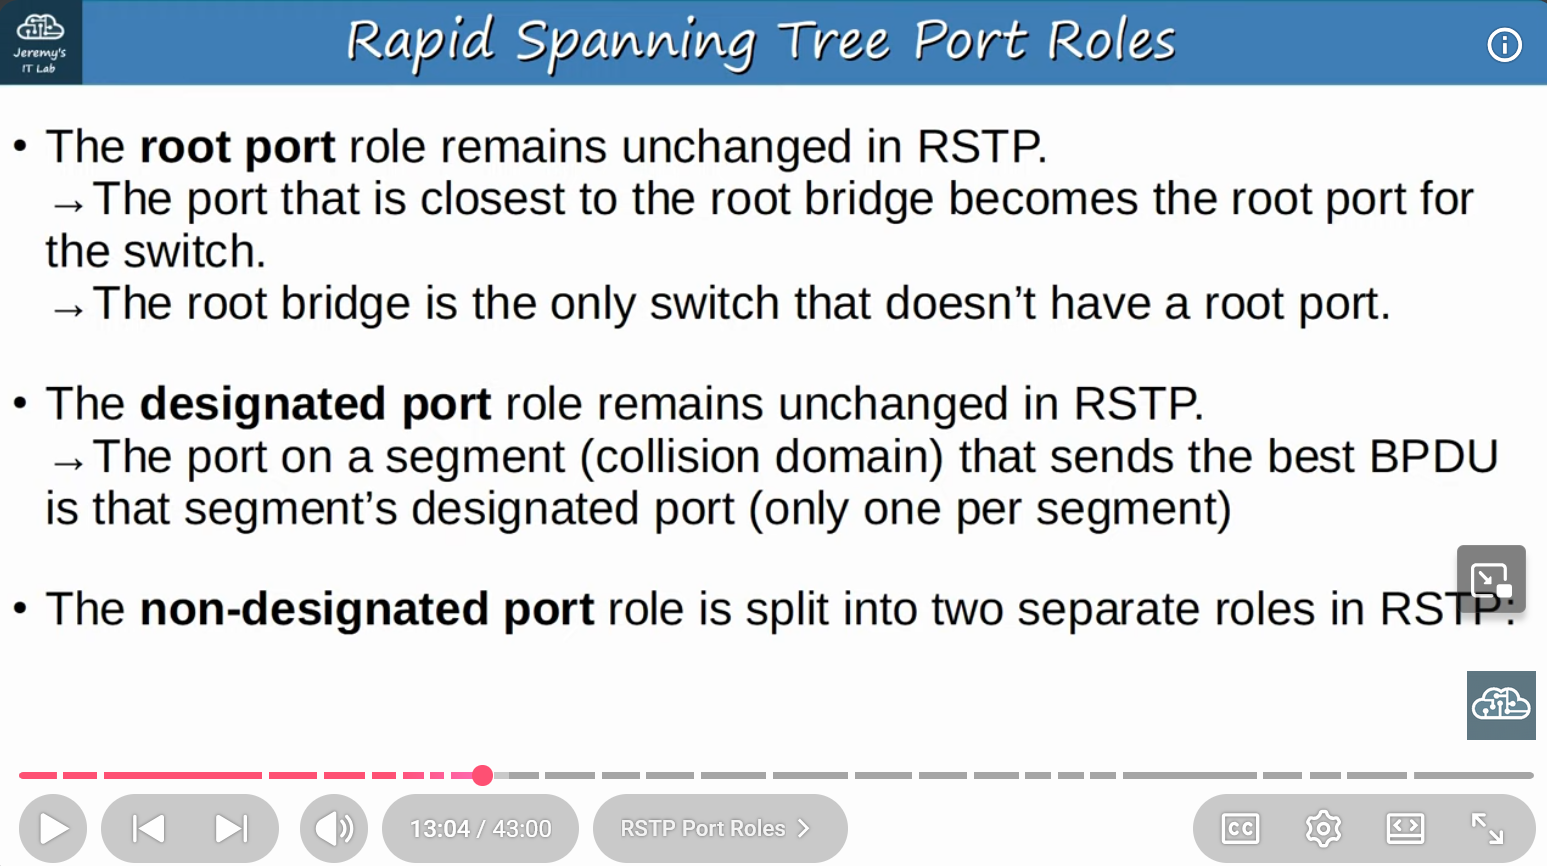 Jeremy's
IT Lab
Rapid Spanning Tree Port Roles
• The root port role remains unchanged in RSTP.
→The port that is closest to the root bridge becomes the root port for
the switch.
→The root bridge is the only switch that doesn’t have a root port.
• The designated port role remains unchanged in RSTP.
→The port on a segment (collision domain) that sends the best BPDU
is that segment’s designated port (only one per segment)
• The non-designated port role is split into two separate roles in RSTP:
13:04 / 43:00
RSTP Port Roles
CC